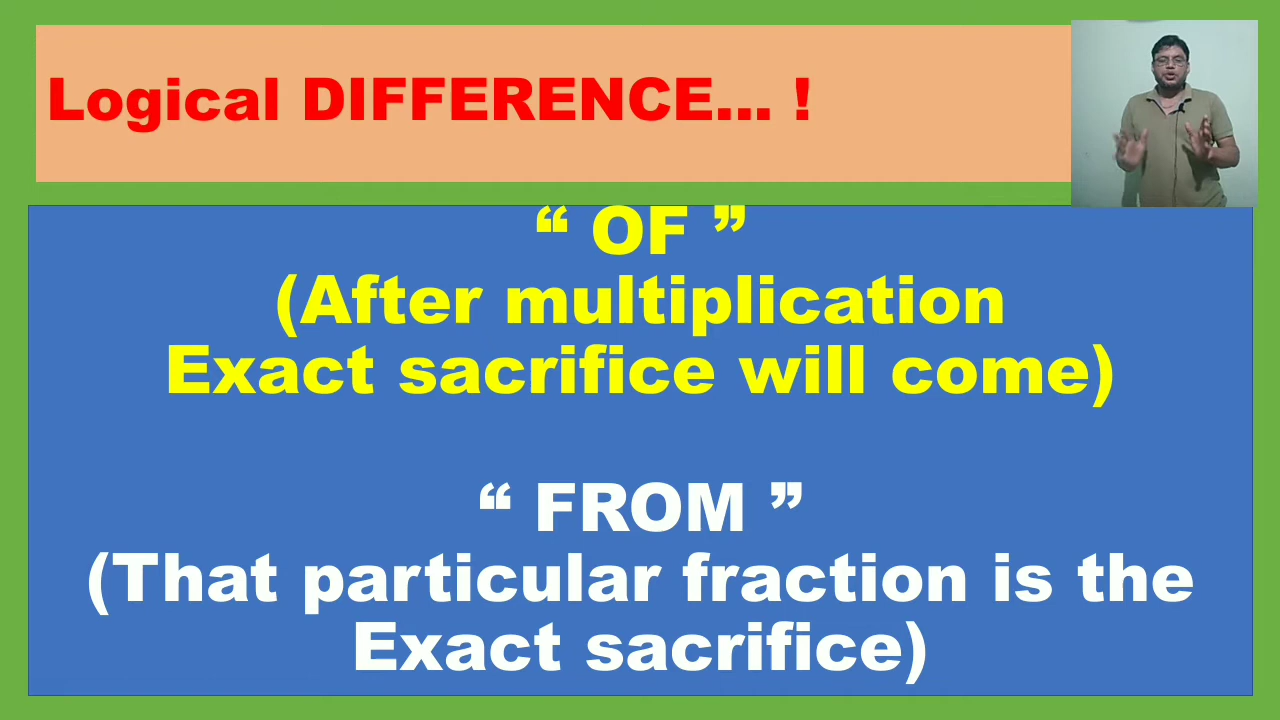 Logical DIFFERENCE... !
“ OF ”
(After multiplication
Exact sacrifice will come)
“ FROM ”
(That particular fraction is the
Exact sacrifice)